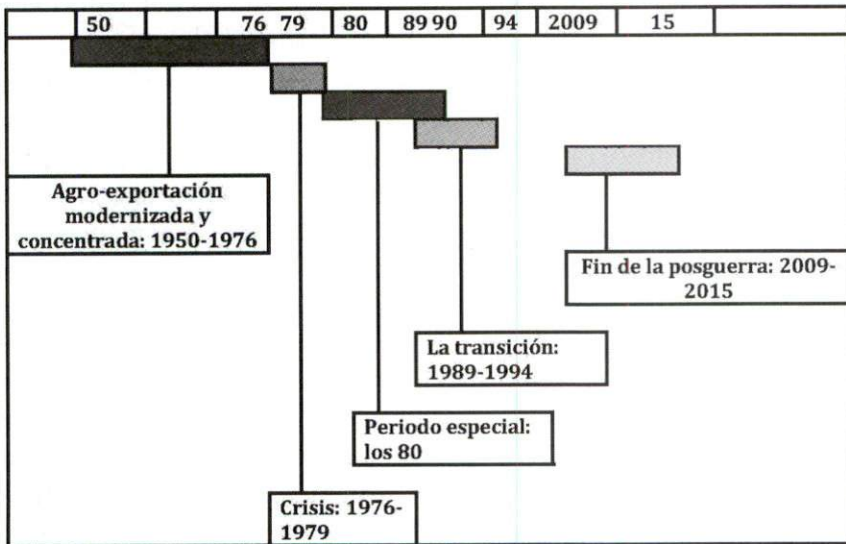 50 76 79 80 89 90 94 2009 15
Agro-exportación
modernizada y
concentrada: 1950-1976
Fin de la posguerra: 2009-
2015
La transición:
1989-1994
Periodo especial:
los 80
Crisis: 1976-
1979